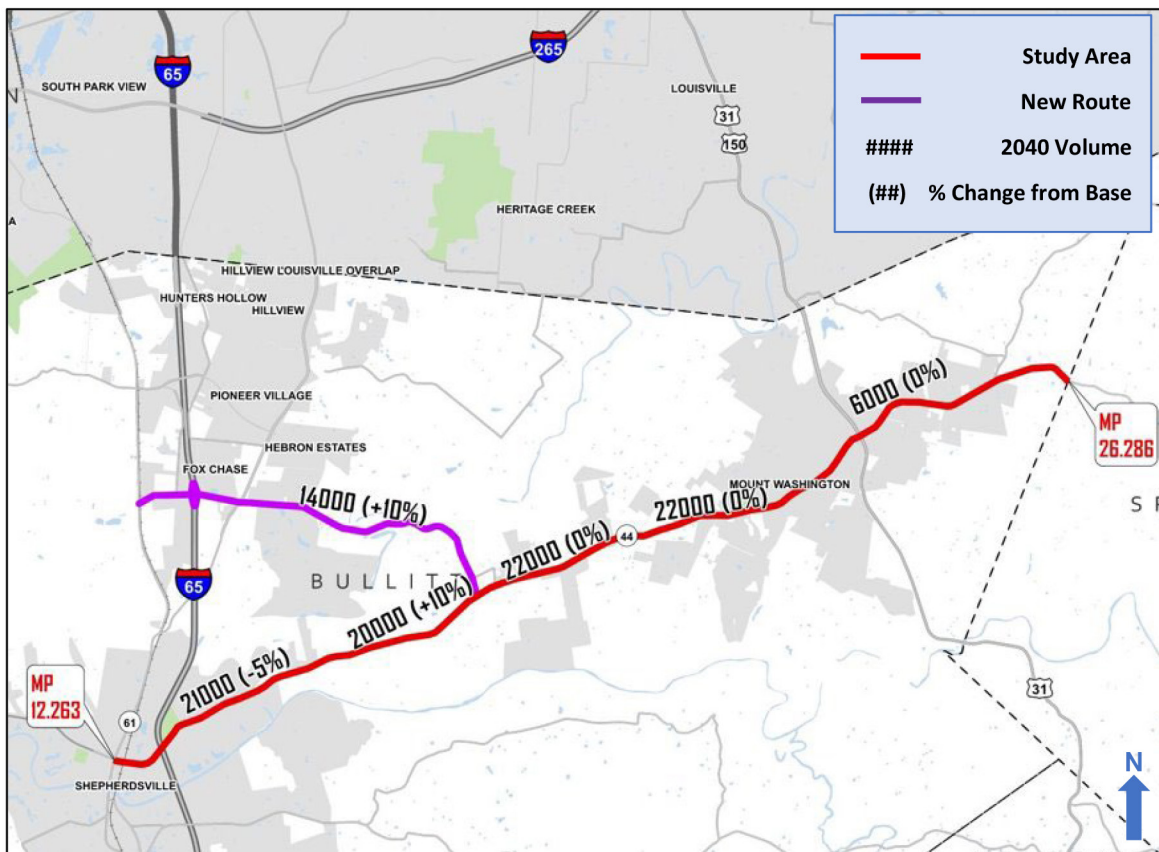 Study Area
New Route
#### 2040 Volume
(##) % Change from Base
65
265
SOUTH PARK VIEW
LOUISVILLE
31
150
HERITAGE CREEK
A
HILLVIEW LOUISVILLE OVERLAP
HUNTERS HOLLOW
HILLVIEW
6000 (0%)
PIONEER VILLAGE
MP
26.286
HEBRON ESTATES
FOX CHASE
14000 (+10%)
MOUNT WASHINGTON
22000 (0%)
S P
44
22000 (0%)
65
BULLITT
20000 (+10%)
21000 (-5%)
MP
12.263
61
31
SHEPHERDSVILLE
N